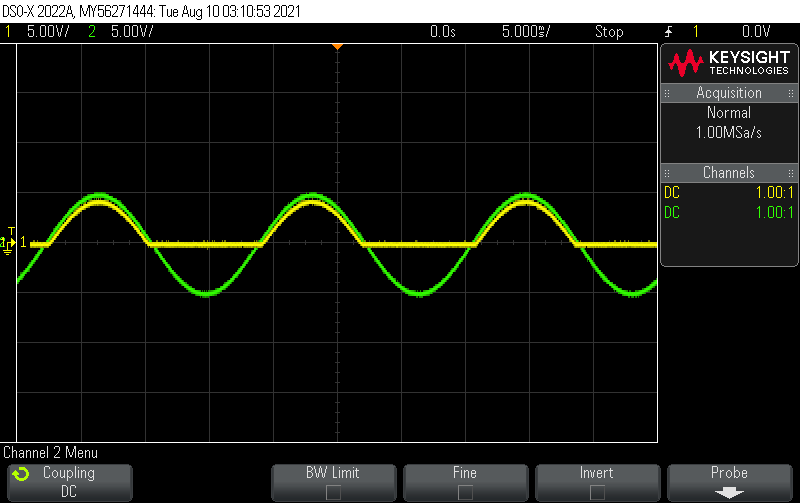 DSO-X 2022A, MY56271444: Tue Aug 10 03:10:53 2021
1 5.00V/ 2 5.00V/ 0.0s 5.000ms/ Stop 1 0.0V
KEYSIGHT
TECHNOLOGIES
Acquisition
Normal
1.00MSa/s
Channels
DC 1.00:1
DC 1.00:1
T
2
1
Channel 2 Menu
Coupling
DC
BW Limit
Fine
Invert
Probe